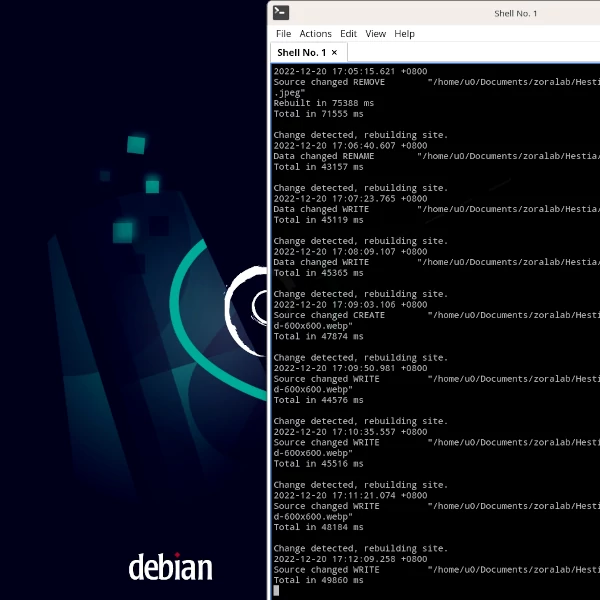 Shell No. 1
File Actions Edit View Help
Shell No. 1 ×
2022-12-20 17:05:15.621 +0800
Source changed REMOVE "/home/u0/Documents/zoralab/Hesti
.jpeg"
Rebuilt in 75388 ms
Total in 71555 ms
Change detected, rebuilding site.
2022-12-20 17:06:40.607 +0800
Data changed RENAME "/home/u0/Documents/zoralab/Hestia/
Total in 43157 ms
Change detected, rebuilding site.
2022-12-20 17:07:23.765 +0800
Data changed WRITE "/home/u0/Documents/zoralab/Hestia/
Total in 45119 ms
Change detected, rebuilding site.
2022-12-20 17:08:09.107 +0800
Data changed WRITE "/home/u0/Documents/zoralab/Hestia/
Total in 45365 ms
Change detected, rebuilding site.
2022-12-20 17:09:03.106 +0800
Source changed CREATE "/home/u0/Documents/zoralab/Hesti
d-600x600.webp"
Total in 47874 ms
Change detected, rebuilding site.
2022-12-20 17:09:50.981 +0800
Source changed WRITE "/home/u0/Documents/zoralab/Hesti
d-600x600.webp"
Total in 44576 ms
Change detected, rebuilding site.
2022-12-20 17:10:35.557 +0800
Source changed WRITE "/home/u0/Documents/zoralab/Hesti
d-600x600.webp"
Total in 45516 ms
Change detected, rebuilding site.
2022-12-20 17:11:21.074 +0800
Source changed WRITE "/home/u0/Documents/zoralab/Hesti
d-600x600.webp"
Total in 48184 ms
Change detected, rebuilding site.
2022-12-20 17:12:09.258 +0800
Source changed WRITE "/home/u0/Documents/zoralab/Hesti
Total in 49860 ms
debian